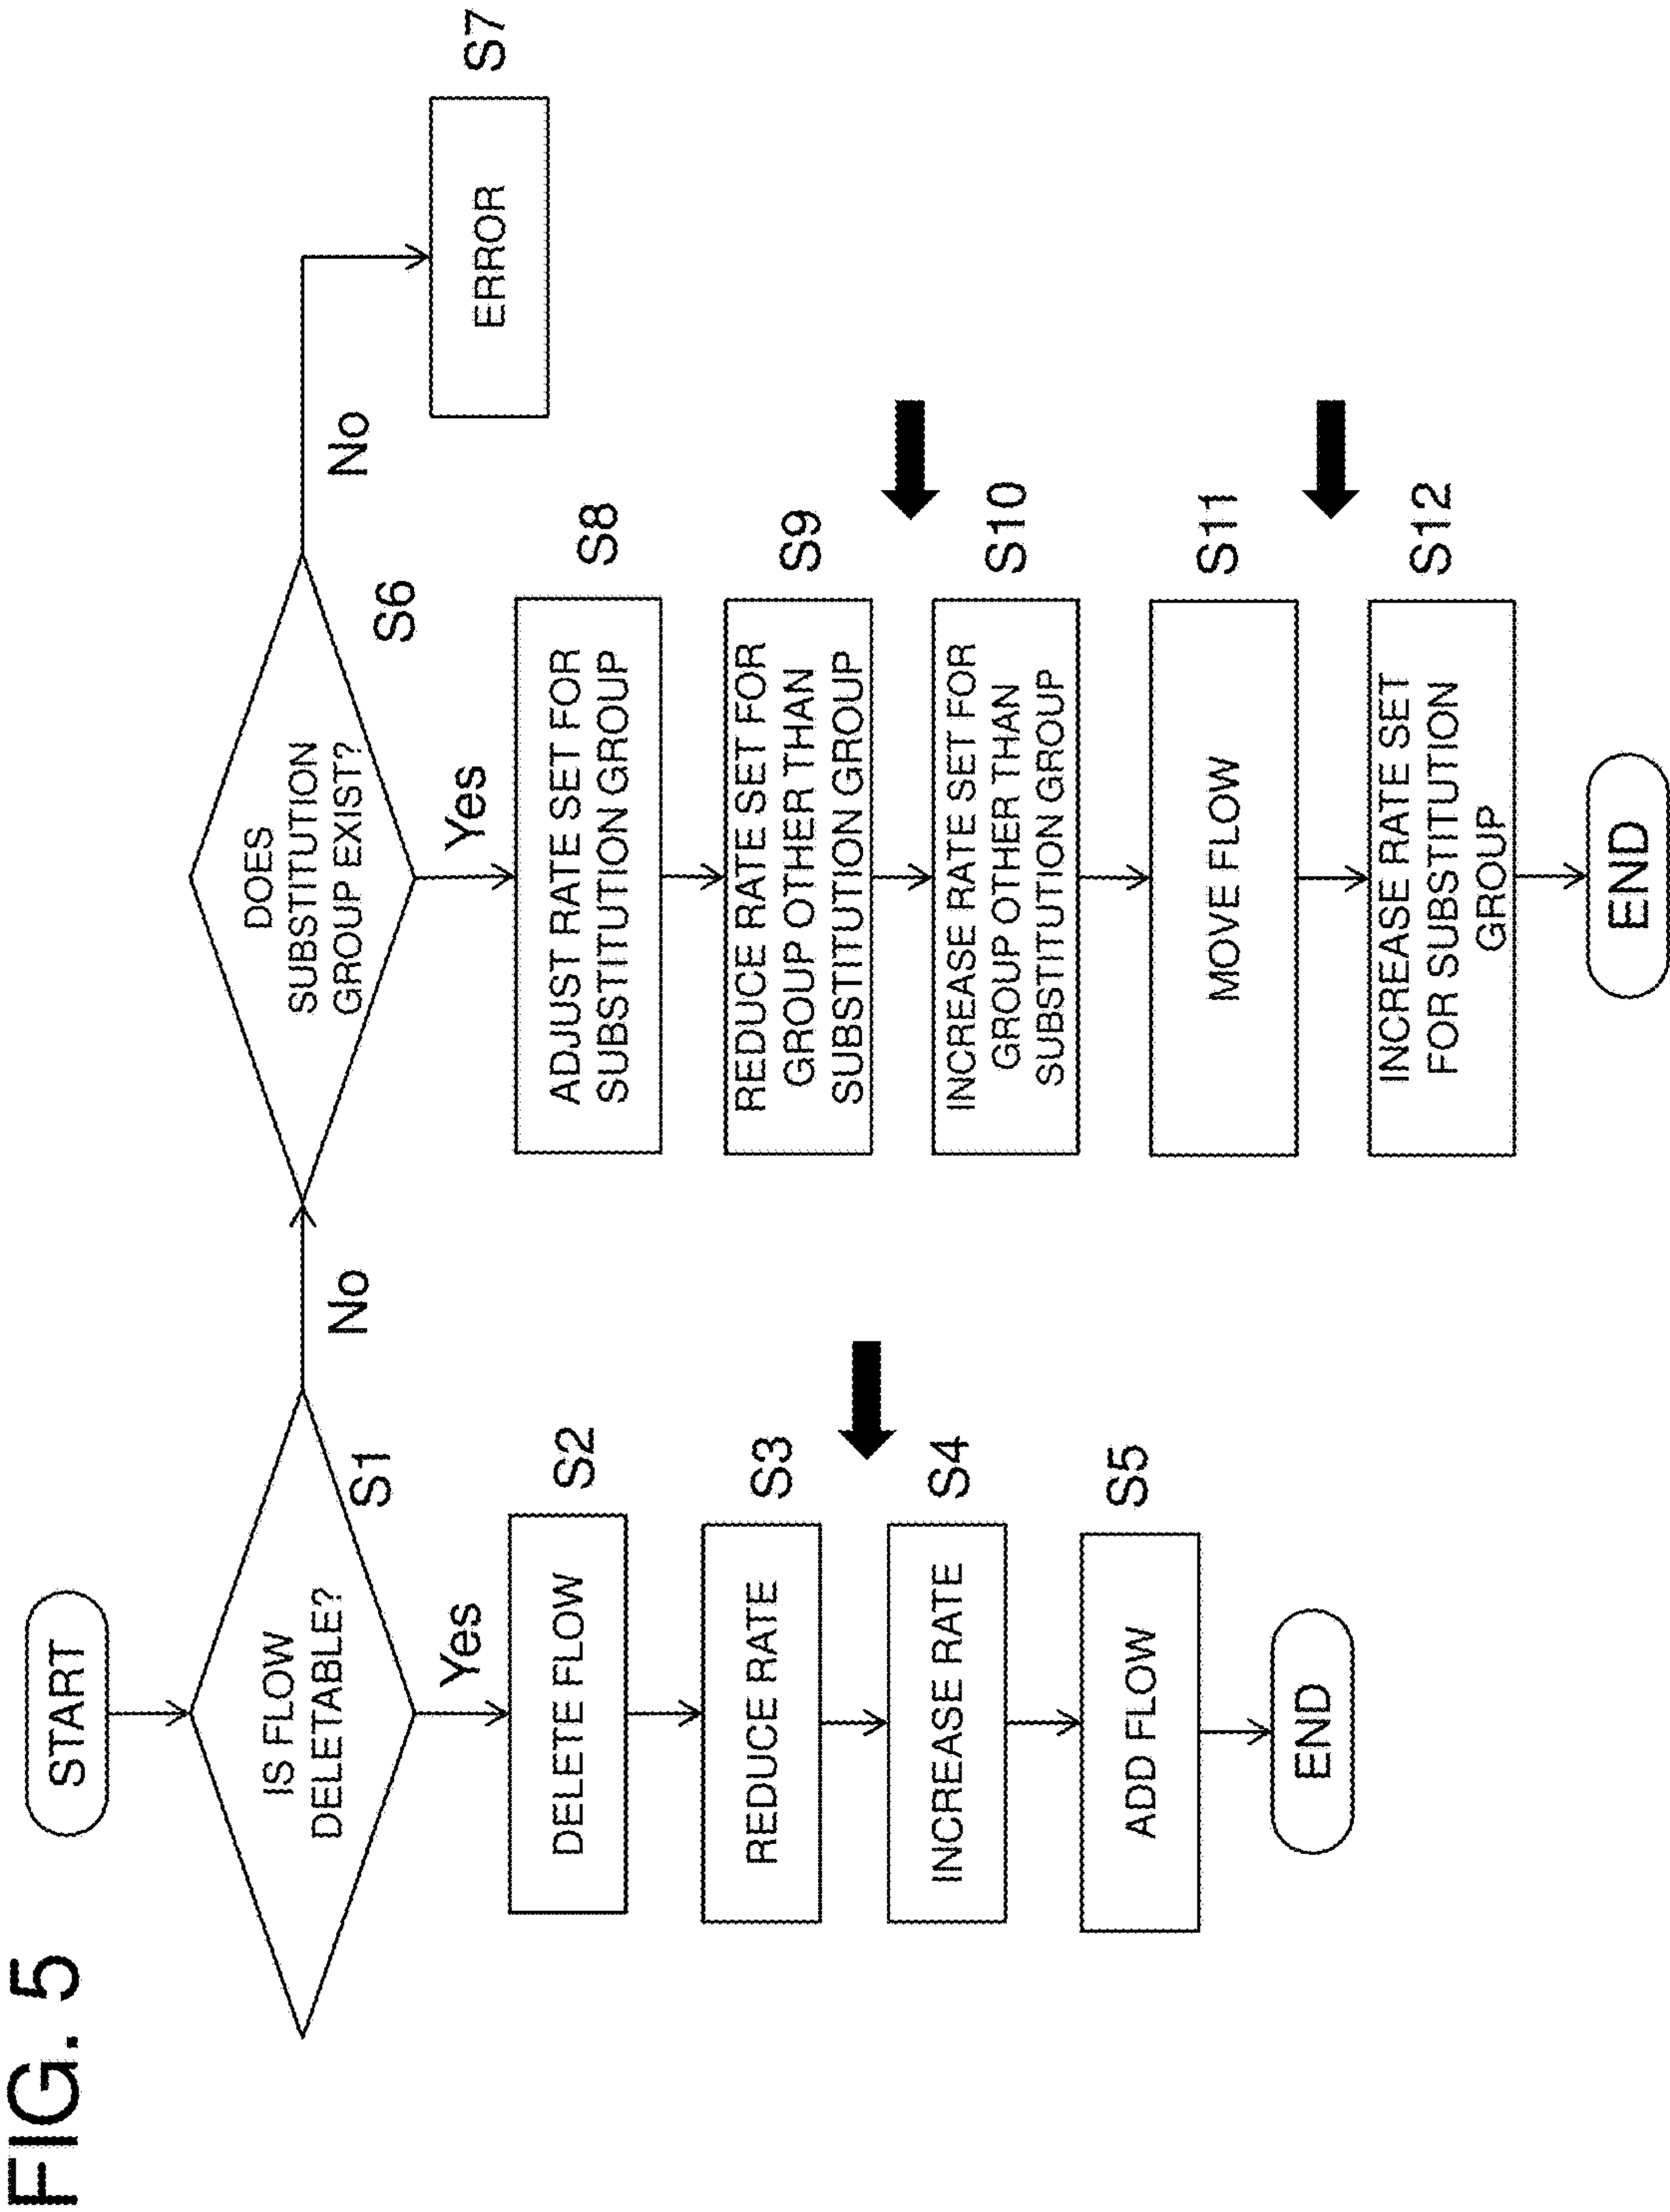 FIG. 5
START
IS FLOW
DELETABLE?
S1
Yes
No
DELETE FLOW
S2
REDUCE RATE
S3
INCREASE RATE
S4
ADD FLOW
S5
END
DOES
SUBSTITUTION
GROUP EXIST?
S6
Yes
No
ERROR
S7
ADJUST RATE SET FOR
SUBSTITUTION GROUP
S8
REDUCE RATE SET FOR
GROUP OTHER THAN
SUBSTITUTION GROUP
S9
INCREASE RATE SET FOR
GROUP OTHER THAN
SUBSTITUTION GROUP
S10
MOVE FLOW
S11
INCREASE RATE SET
FOR SUBSTITUTION
GROUP
S12
END